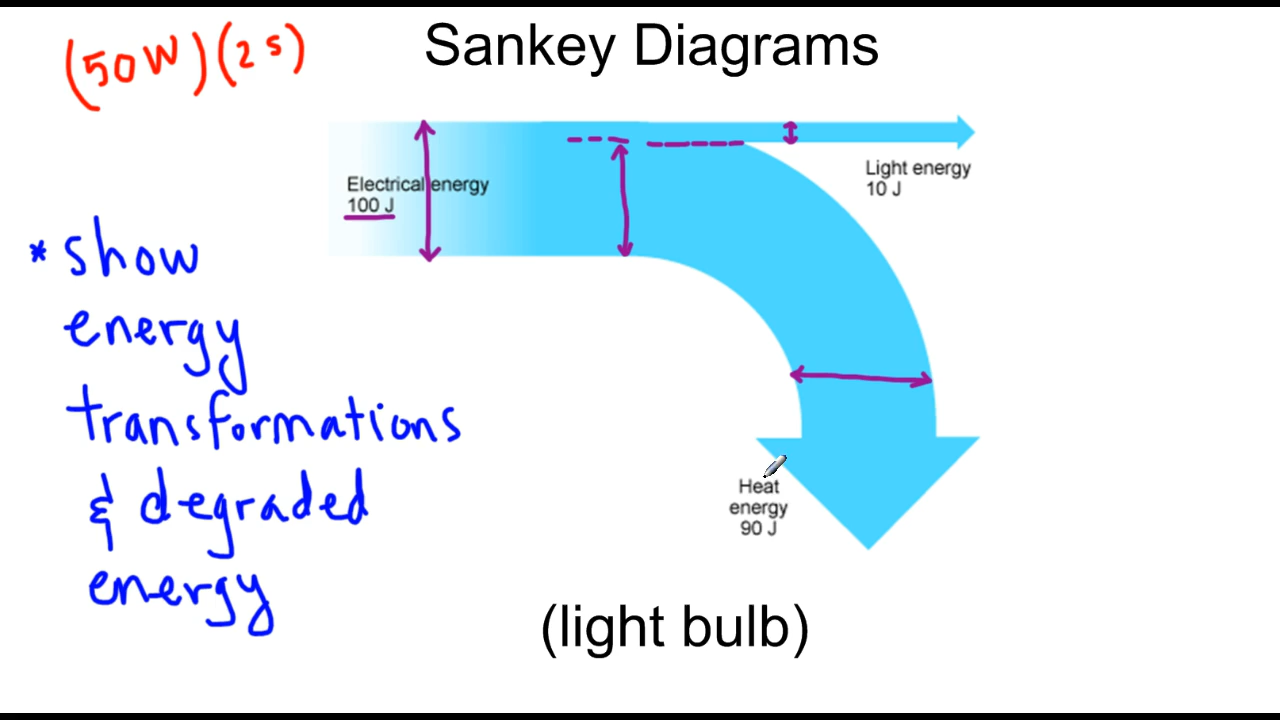 (50W)(2s)
Sankey Diagrams
Electrical energy
100 J
Light energy
10 J
* show
energy
transformations
& degraded
energy
Heat
energy
90 J
(light bulb)